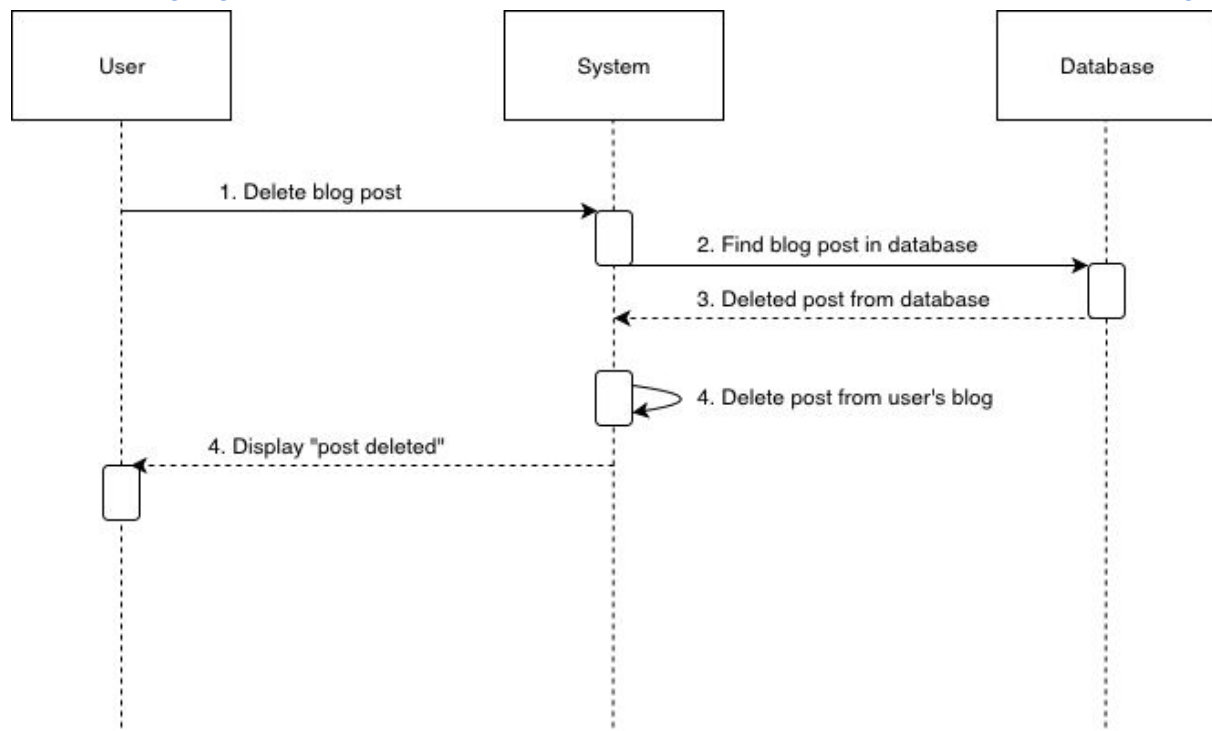 User
System
Database
1. Delete blog post
2. Find blog post in database
3. Deleted post from database
4. Delete post from user's blog
4. Display "post deleted"